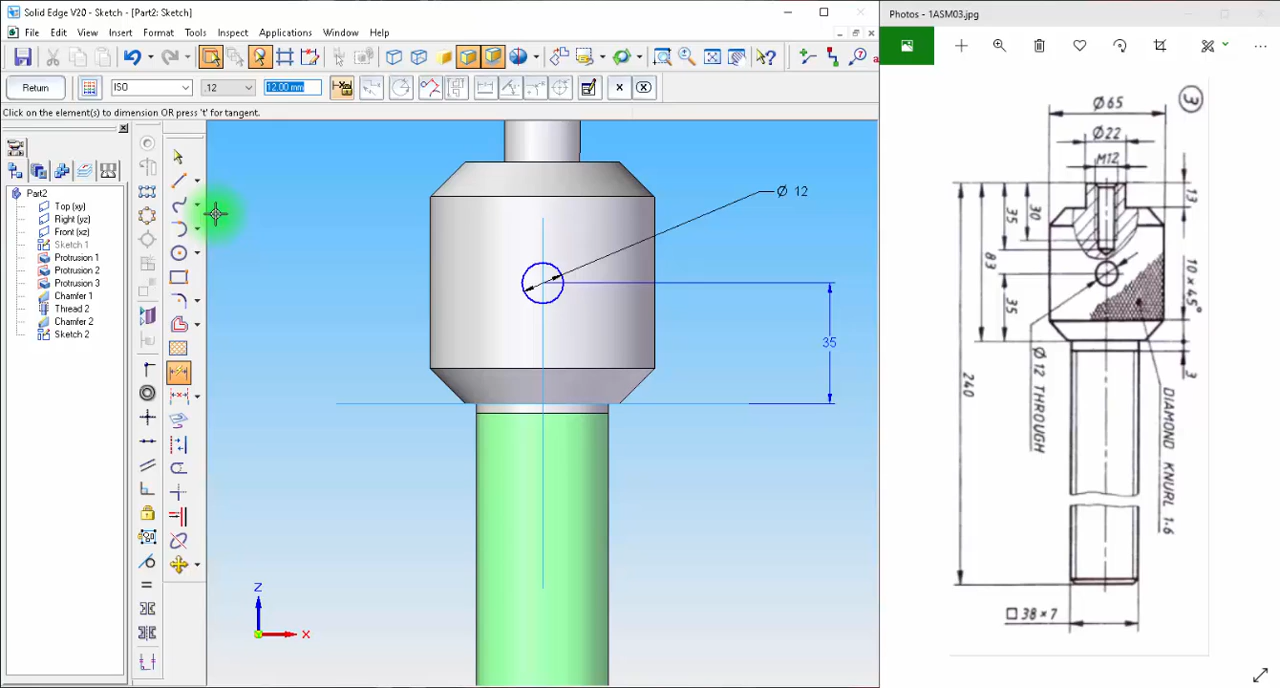 Solid Edge V20 - Sketch - [Part2: Sketch]
File Edit View Insert Format Tools Inspect Applications Window Help
Return ISO .12 12.00 mm
Click on the element(s) to dimension OR press 't' for tangent.
Part2
Top (xy)
Right (yz)
Front (xz)
Sketch 1
Protrusion 1
Protrusion 2
Protrusion 3
Chamfer 1
Thread 2
Chamfer 2
Sketch 2
Ø 12
35
Z
X
Photos - 1ASM03.jpg
3
Ø 65
Ø 22
M12
13
30
35
83
10×45°
35
3
240
Ø 12 THROUGH
DIAMOND KNURL 1.6
□ 38 × 7